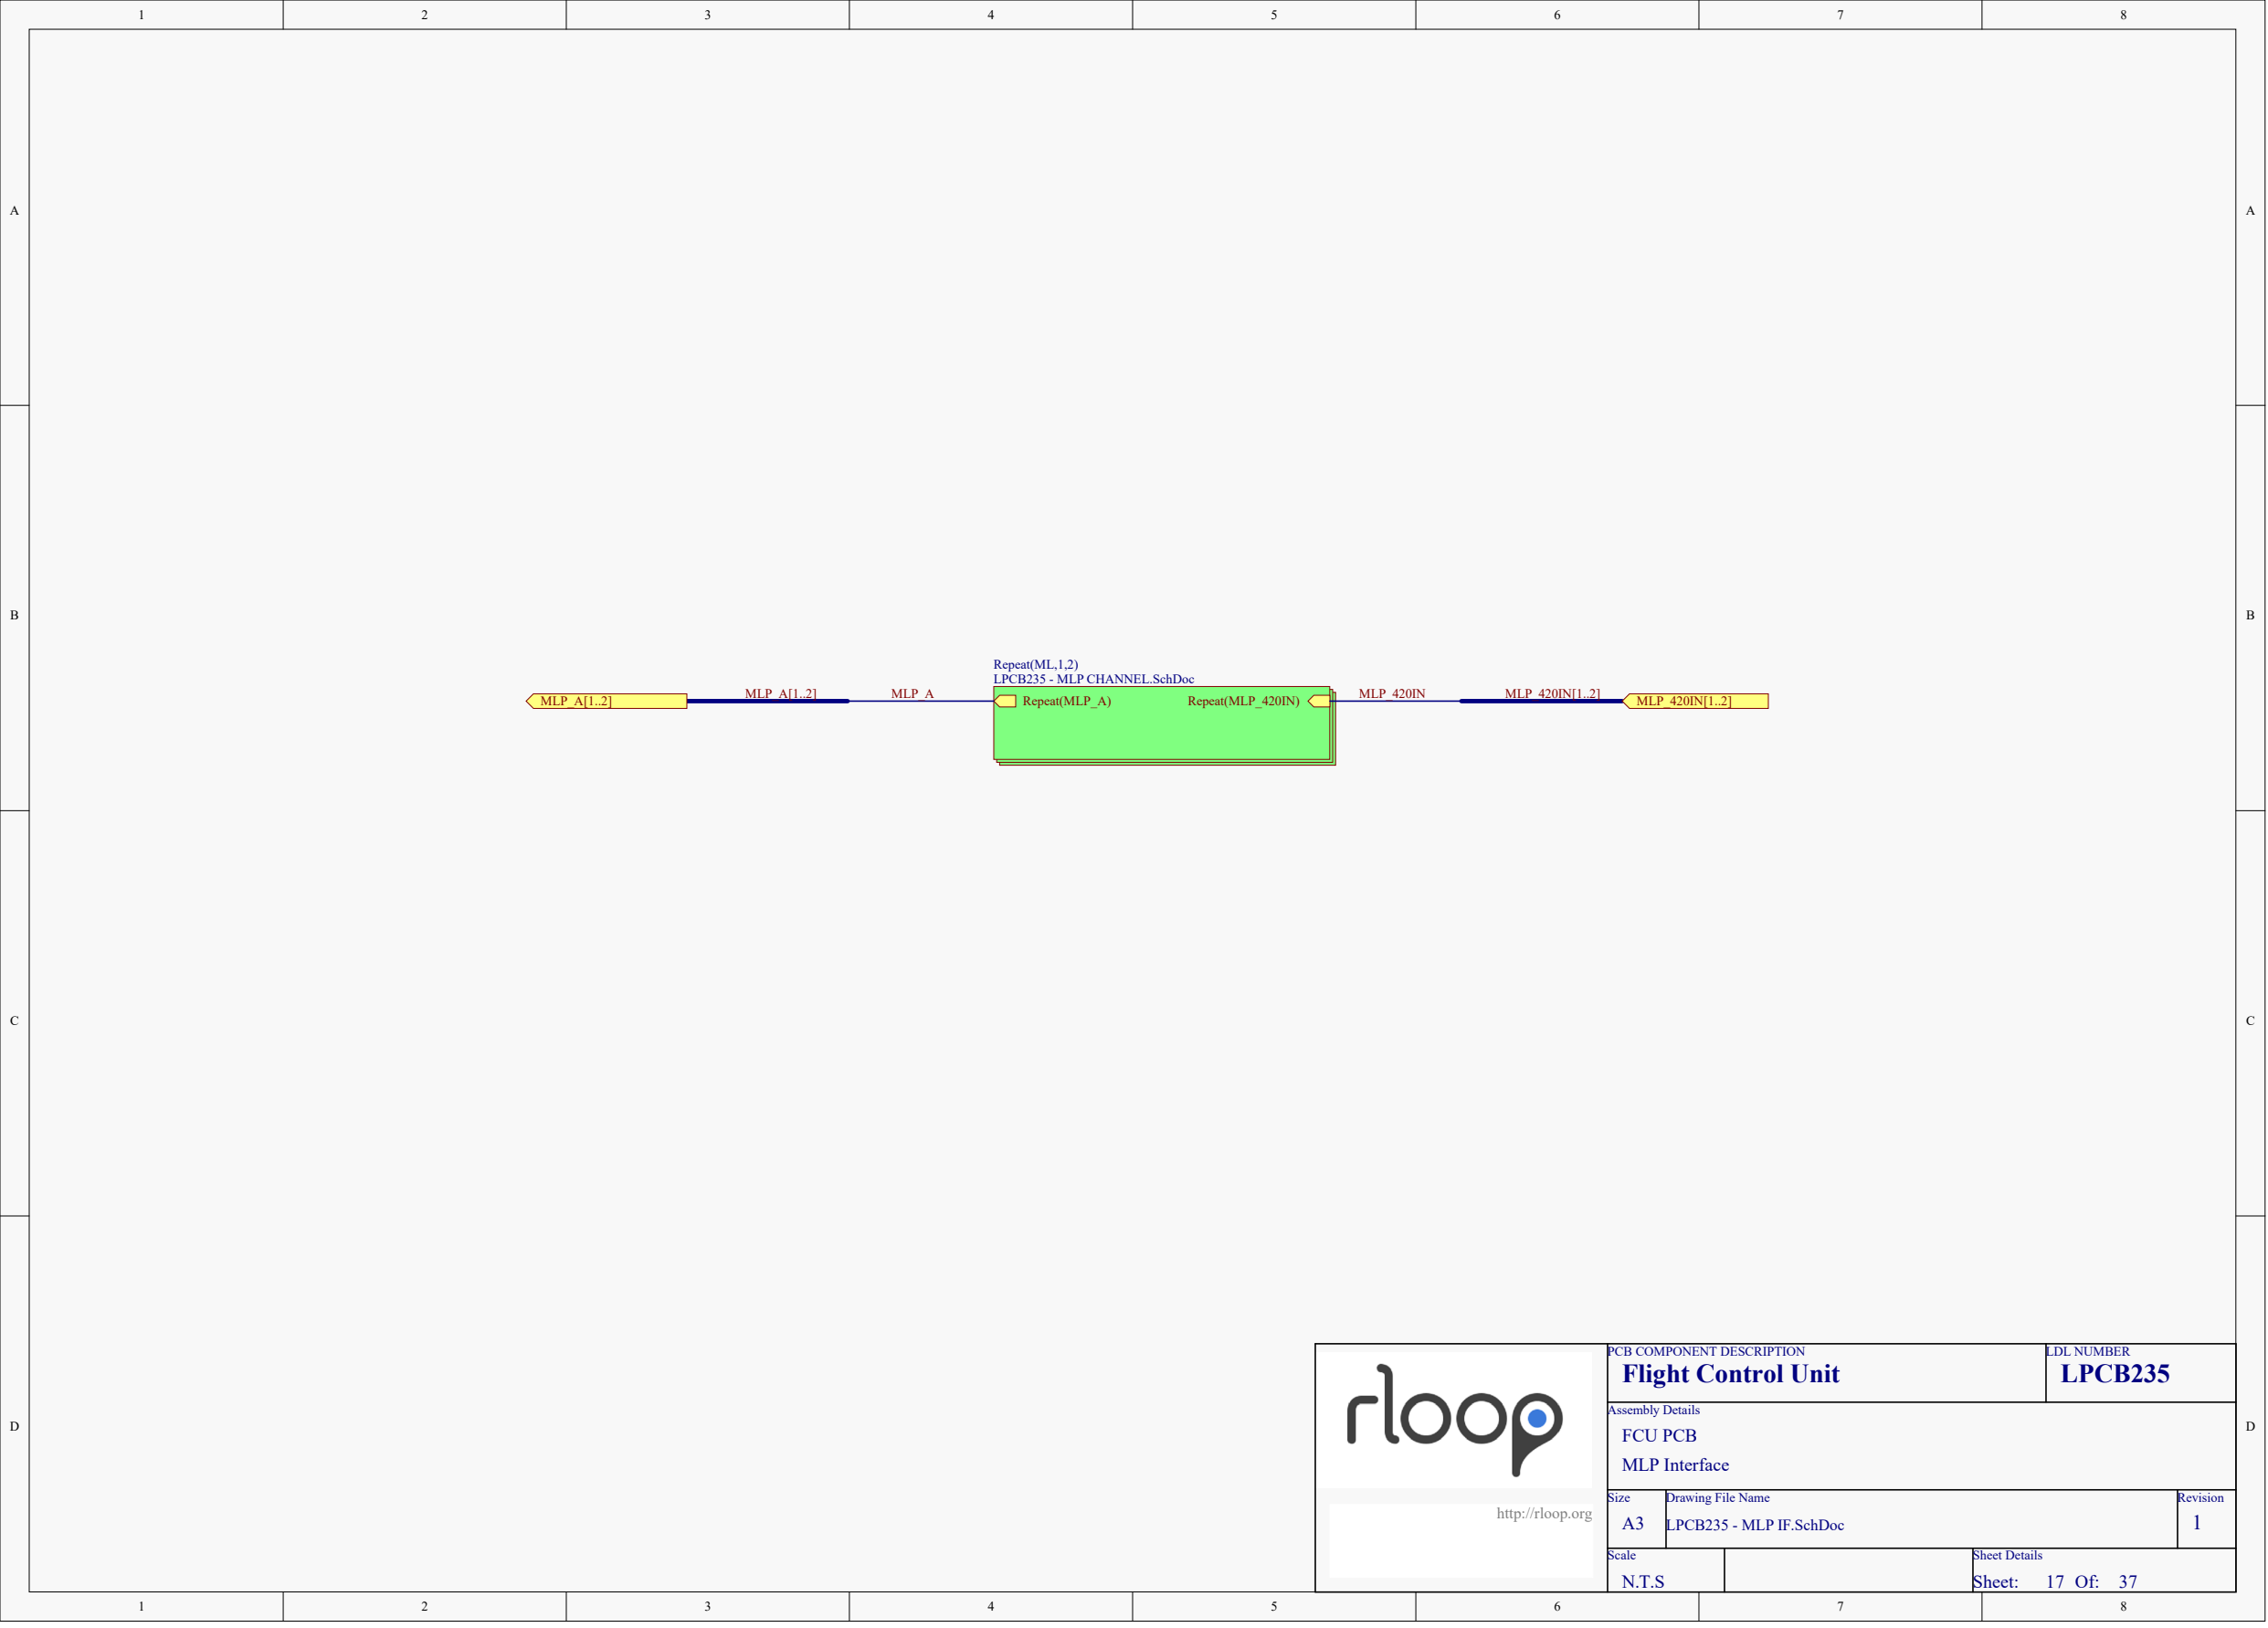 1 2 3 4 5 6 7 8
A A
B B
Repeat(ML,1,2)
LPCB235 - MLP CHANNEL.SchDoc
MLP_A[1..2] MLP_A[1..2] MLP_A Repeat(MLP_A) Repeat(MLP_420IN) MLP_420IN MLP_420IN[1..2] MLP_420IN[1..2]
C C
PCB COMPONENT DESCRIPTION LDL NUMBER
Flight Control Unit LPCB235
rloop
Assembly Details
D D
FCU PCB
MLP Interface
Size Drawing File Name Revision
http://rloop.org
A3 LPCB235 - MLP IF.SchDoc 1
Scale Sheet Details
N.T.S Sheet: 17 Of: 37
1 2 3 4 5 6 7 8